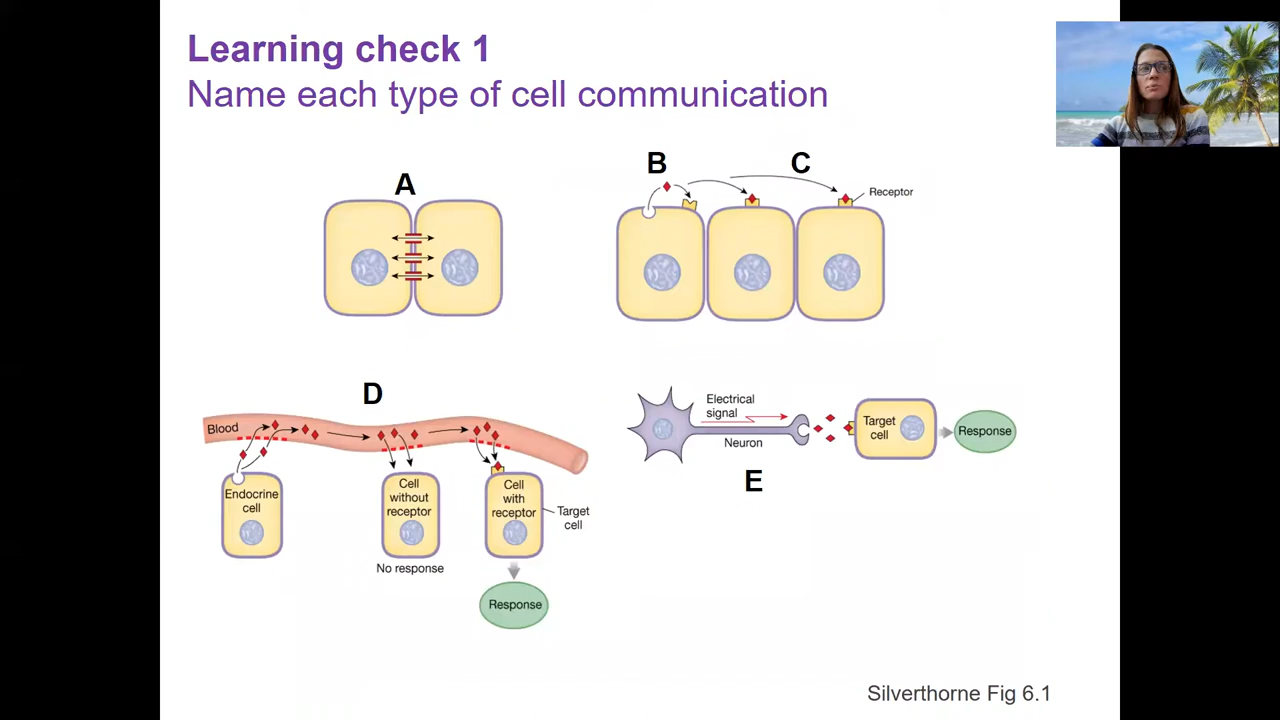 Learning check 1
Name each type of cell communication
A
B
C
Receptor
D
Blood
Endocrine
cell
Cell
without
receptor
No response
Cell
with
receptor
Target
cell
Response
Electrical
signal
Neuron
Target
cell
Response
E
Silverthorne Fig 6.1